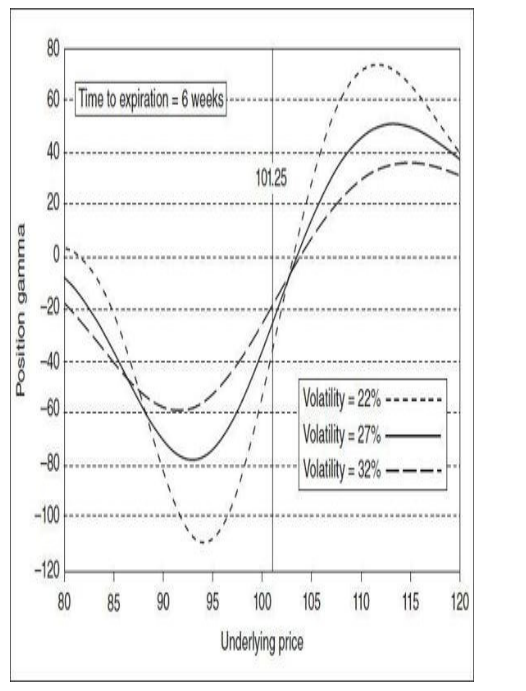 80
60
40
20
0
−20
−40
−60
−80
−100
−120
Position gamma
Time to expiration = 6 weeks
101.25
Volatility = 22%
Volatility = 27%
Volatility = 32%
80 85 90 95 100 105 110 115 120
Underlying price